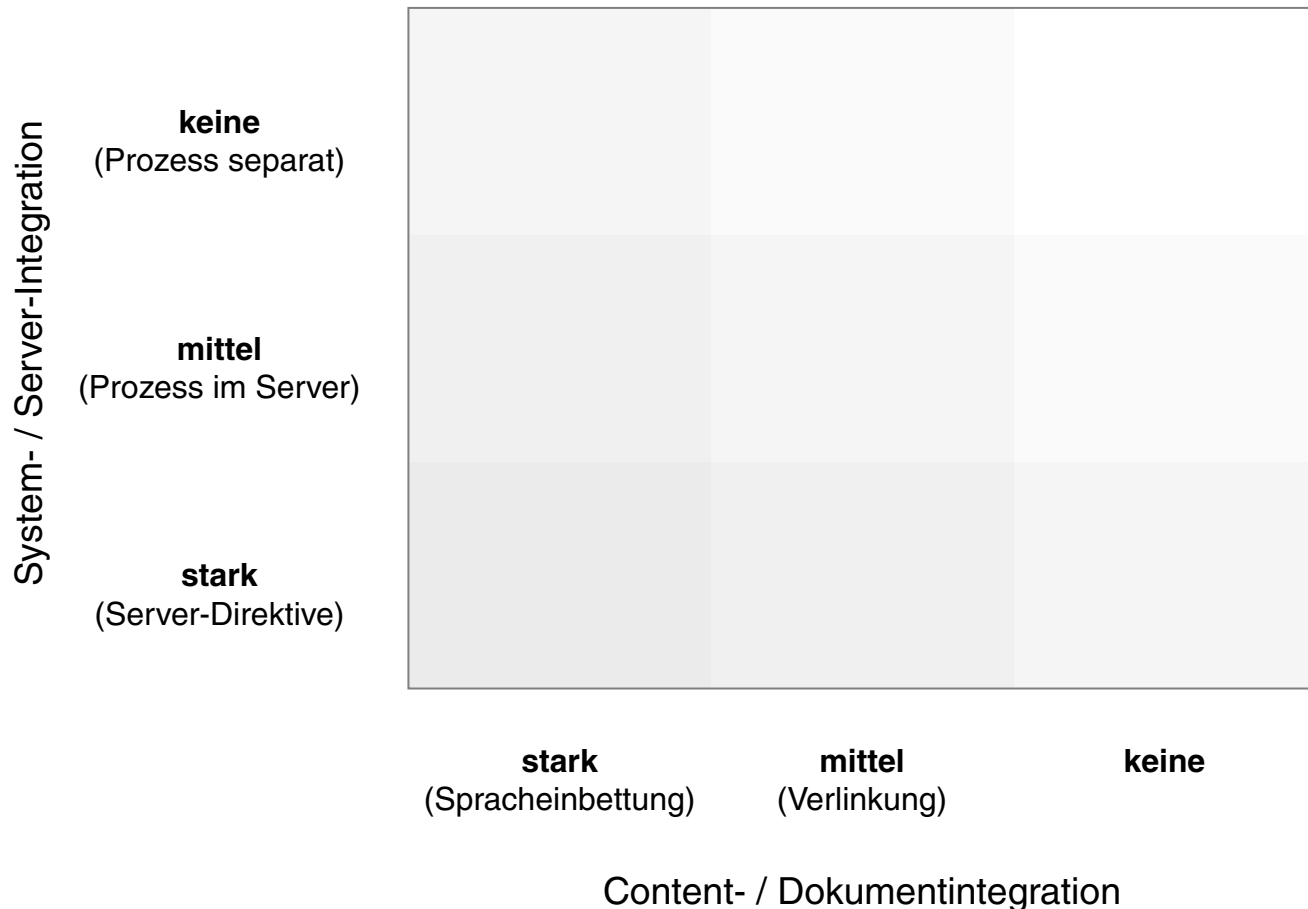 System- / Server-Integration
keine
(Prozess separat)
mittel
(Prozess im Server)
stark
(Server-Direktive)
stark
(Spracheinbettung)
mittel
(Verlinkung)
keine
Content- / Dokumentintegration